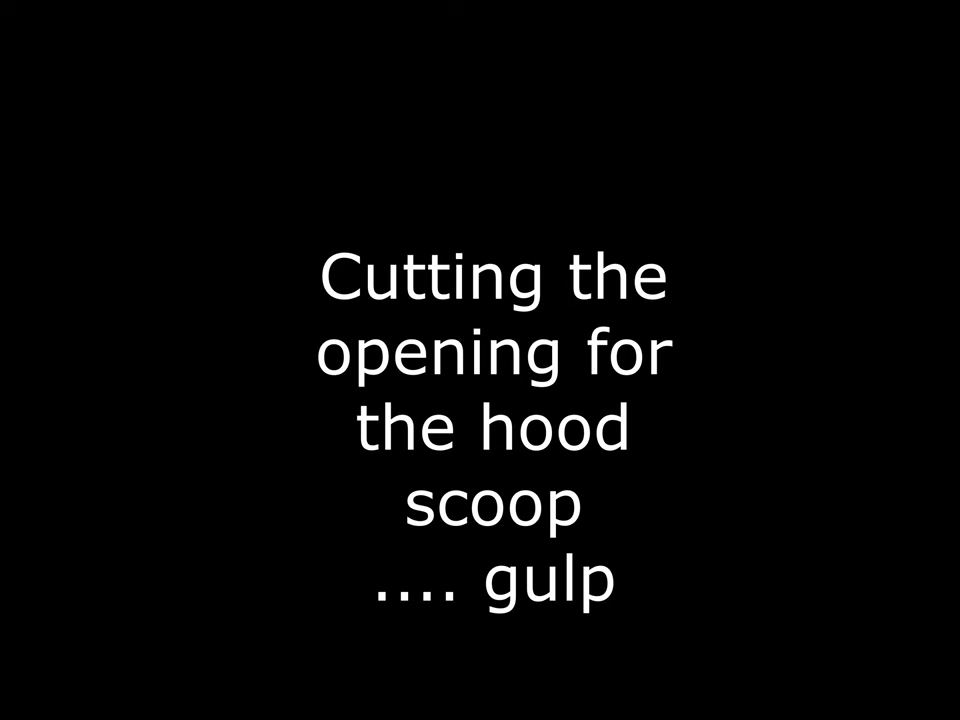 Cutting the
opening for
the hood
scoop
.... gulp